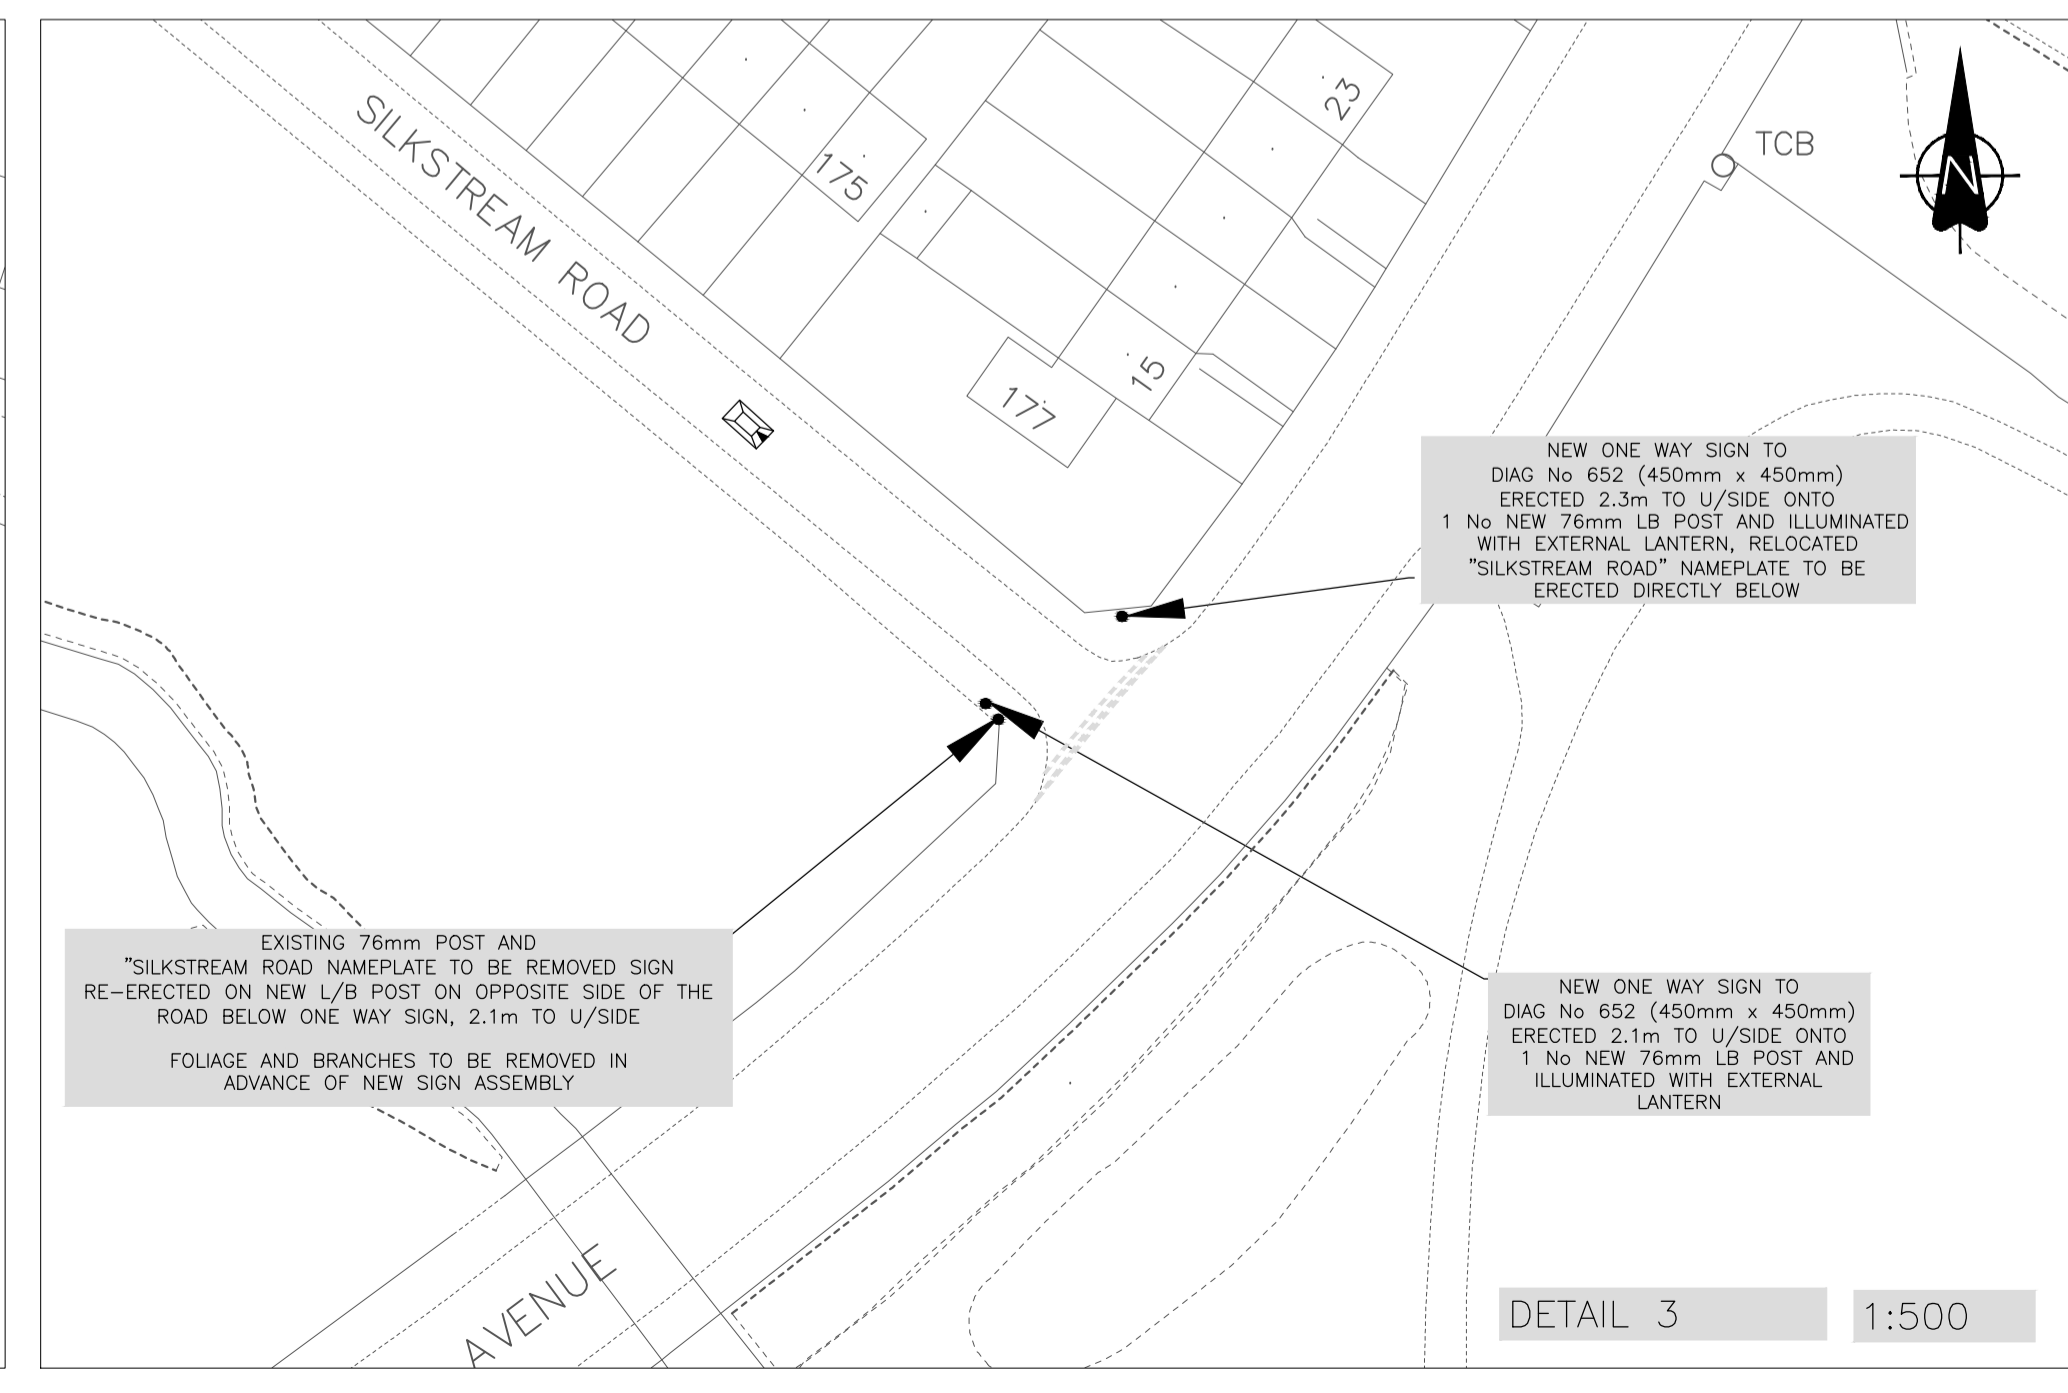 SILKSTREAM ROAD
175
23
TCB
N
177
15
NEW ONE WAY SIGN TO
DIAG No 652 (450mm x 450mm)
ERECTED 2.3m TO U/SIDE ONTO
1 No NEW 76mm LB POST AND ILLUMINATED
WITH EXTERNAL LANTERN, RELOCATED
"SILKSTREAM ROAD" NAMEPLATE TO BE
ERECTED DIRECTLY BELOW
EXISTING 76mm POST AND
"SILKSTREAM ROAD NAMEPLATE TO BE REMOVED SIGN
RE-ERECTED ON NEW L/B POST ON OPPOSITE SIDE OF THE
ROAD BELOW ONE WAY SIGN, 2.1m TO U/SIDE
FOLIAGE AND BRANCHES TO BE REMOVED IN
ADVANCE OF NEW SIGN ASSEMBLY
NEW ONE WAY SIGN TO
DIAG No 652 (450mm x 450mm)
ERECTED 2.1m TO U/SIDE ONTO
1 No NEW 76mm LB POST AND
ILLUMINATED WITH EXTERNAL
LANTERN
AVENUE
DETAIL 3
1:500